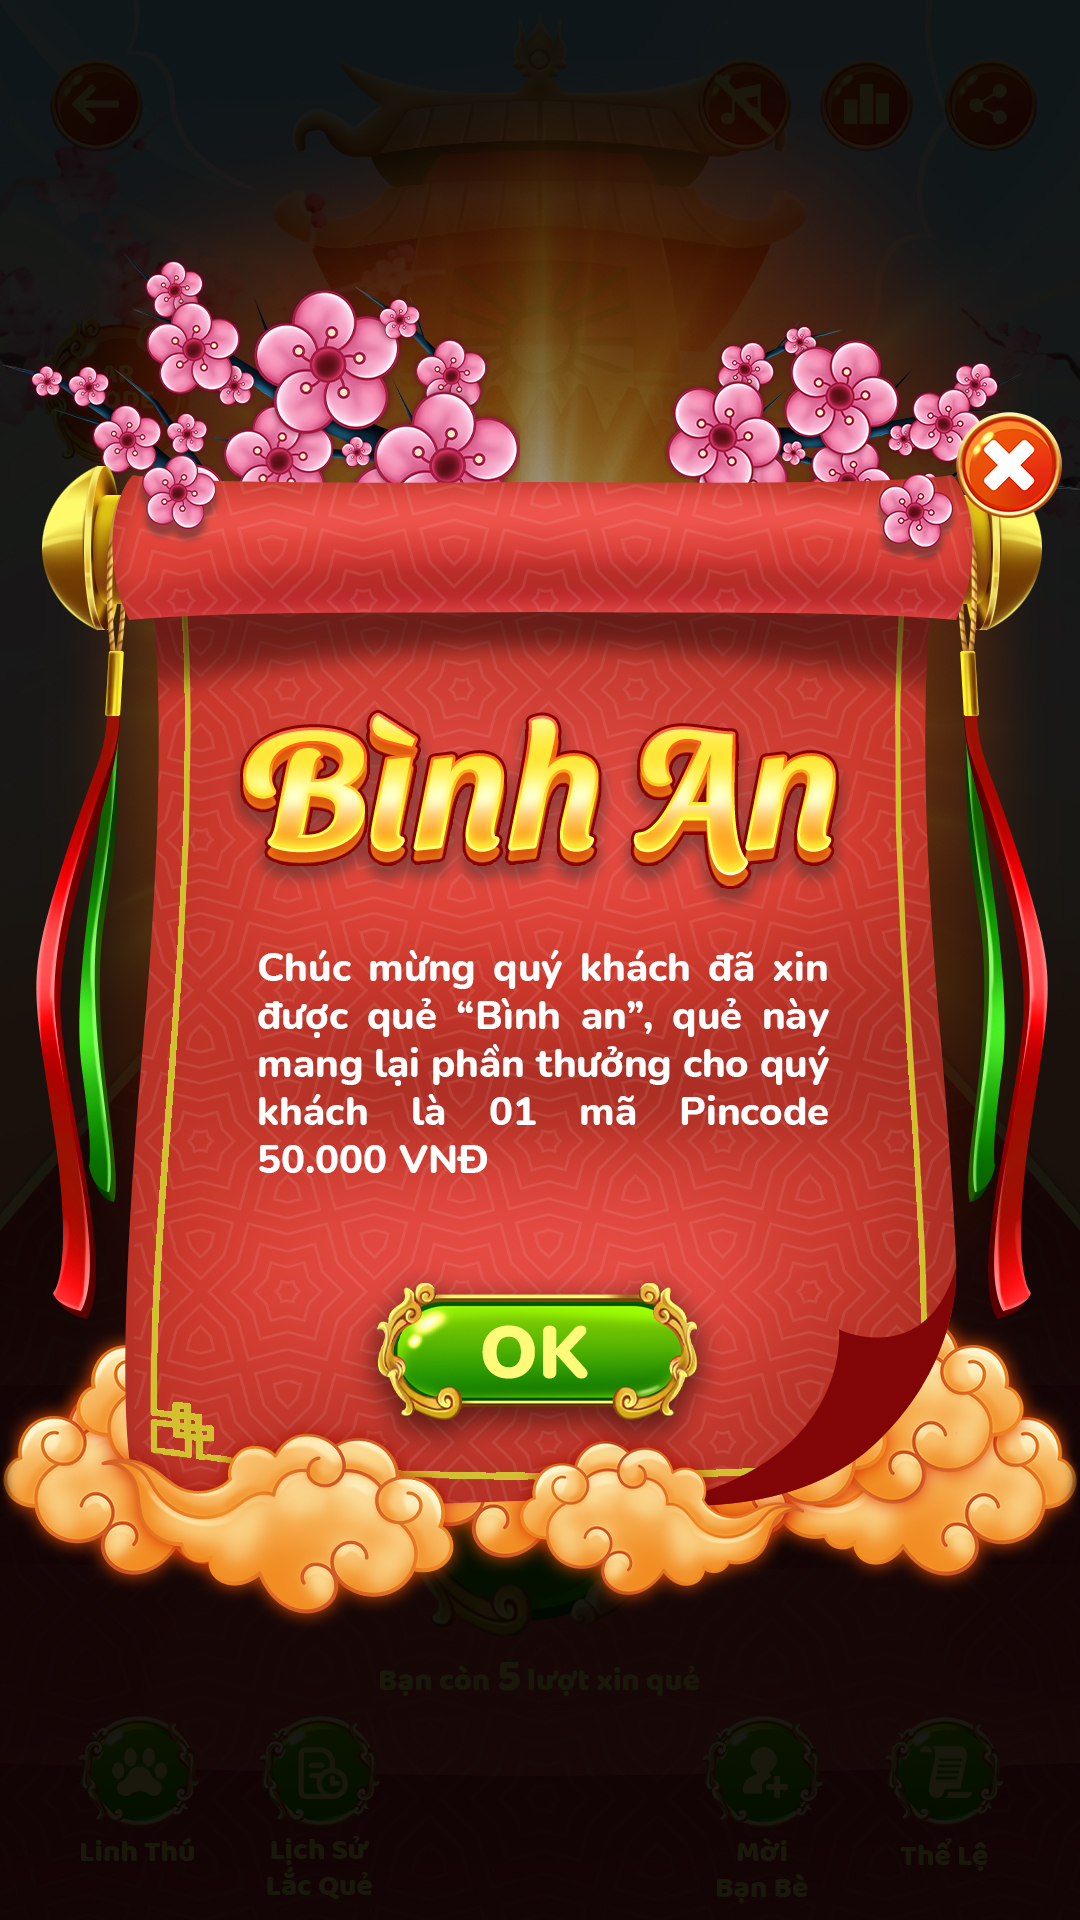 AR
CODE
Bình An
Chúc mừng quý khách đã xin
được quẻ “Bình an”, quẻ này
mang lại phần thưởng cho quý
khách là 01 mã Pincode
50.000 VNĐ
OK
Bạn còn 5 lượt xin quẻ
Linh Thú
Lịch Sử
Lắc Quẻ
Mời
Bạn Bè
Thể Lệ